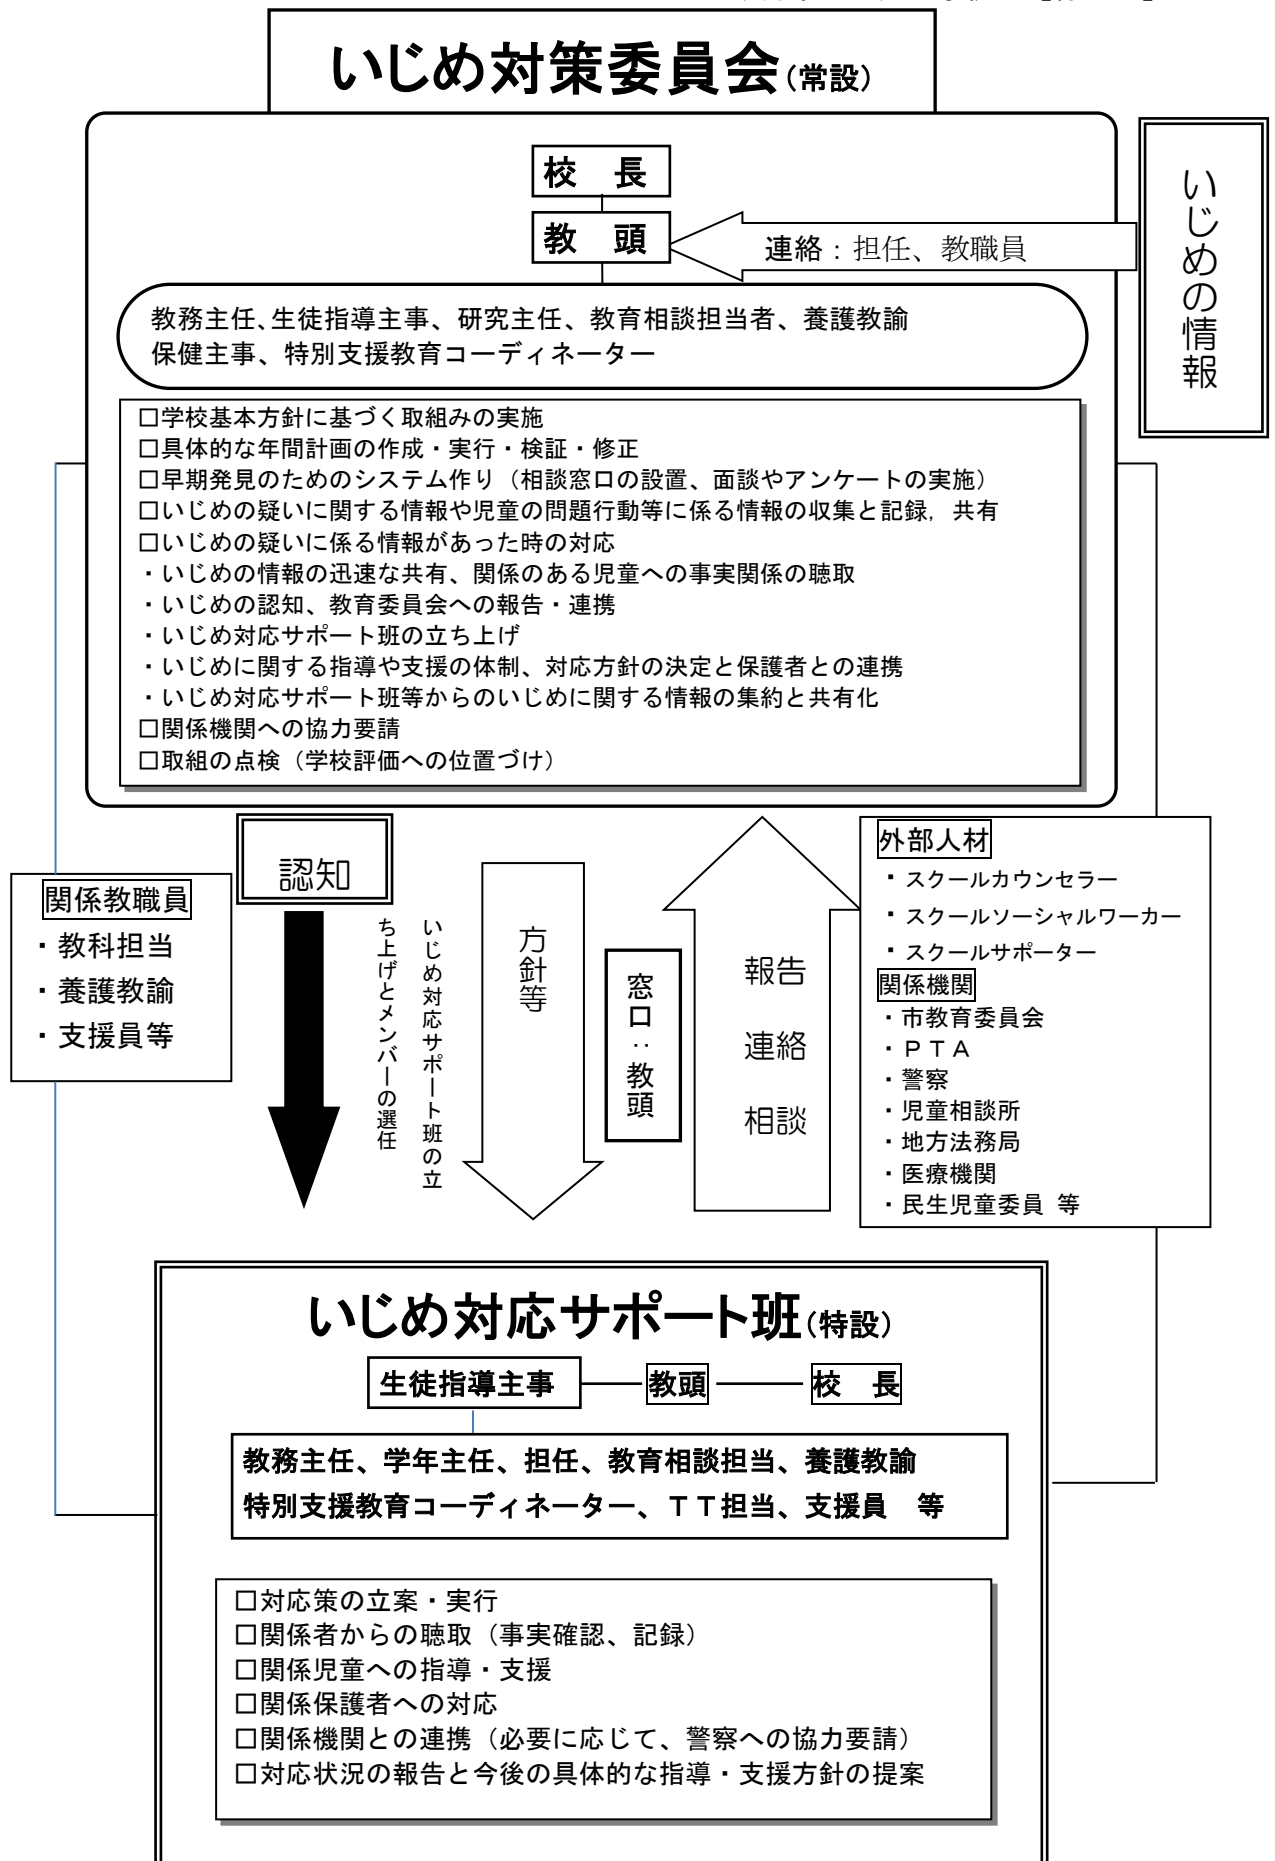 いじめ対策委員会(常設)
校　長
教　頭
連絡：担任、教職員
いじめの情報
教務主任、生徒指導主事、研究主任、教育相談担当者、養護教諭
保健主事、特別支援教育コーディネーター
□学校基本方針に基づく取組みの実施
□具体的な年間計画の作成・実行・検証・修正
□早期発見のためのシステム作り（相談窓口の設置、面談やアンケートの実施）
□いじめの疑いに関する情報や児童の問題行動等に係る情報の収集と記録，共有
□いじめの疑いに係る情報があった時の対応
・いじめの情報の迅速な共有、関係のある児童への事実関係の聴取
・いじめの認知、教育委員会への報告・連携
・いじめ対応サポート班の立ち上げ
・いじめに関する指導や支援の体制、対応方針の決定と保護者との連携
・いじめ対応サポート班等からのいじめに関する情報の集約と共有化
□関係機関への協力要請
□取組の点検（学校評価への位置づけ）
関係教職員
・教科担当
・養護教諭
・支援員等
認知
いじめ対応サポート班の立
ち上げとメンバーの選任
方針等
窓口：教頭
報告
連絡
相談
外部人材
・スクールカウンセラー
・スクールソーシャルワーカー
・スクールサポーター
関係機関
・市教育委員会
・ＰＴＡ
・警察
・児童相談所
・地方法務局
・医療機関
・民生児童委員 等
いじめ対応サポート班(特設)
生徒指導主事
教頭
校　長
教務主任、学年主任、担任、教育相談担当、養護教諭
特別支援教育コーディネーター、ＴＴ担当、支援員　等
□対応策の立案・実行
□関係者からの聴取（事実確認、記録）
□関係児童への指導・支援
□関係保護者への対応
□関係機関との連携（必要に応じて、警察への協力要請）
□対応状況の報告と今後の具体的な指導・支援方針の提案